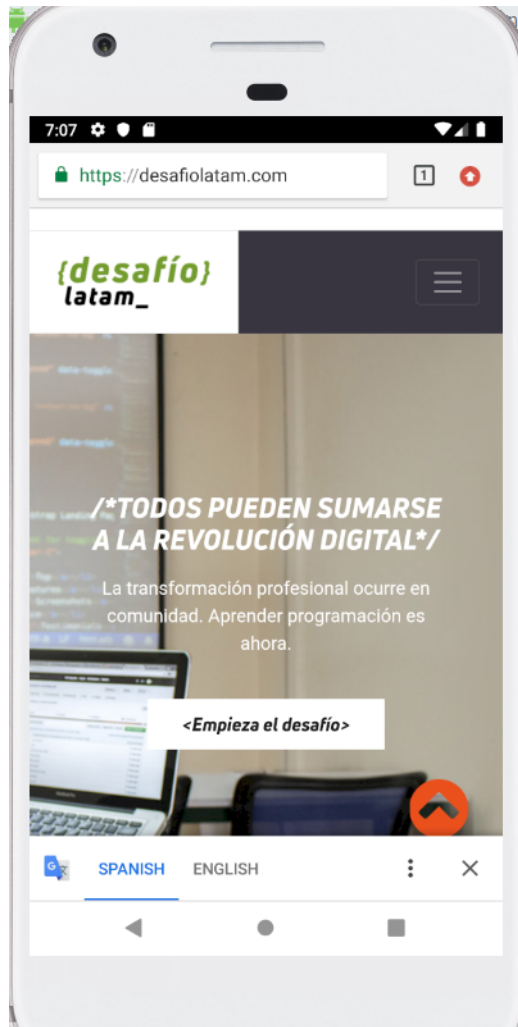 7:07
https://desafiolatam.com
1
{desafío}
latam_
/*TODOS PUEDEN SUMARSE
A LA REVOLUCIÓN DIGITAL*/
La transformación profesional ocurre en
comunidad. Aprender programación es
ahora.
<Empieza el desafío>
SPANISH ENGLISH